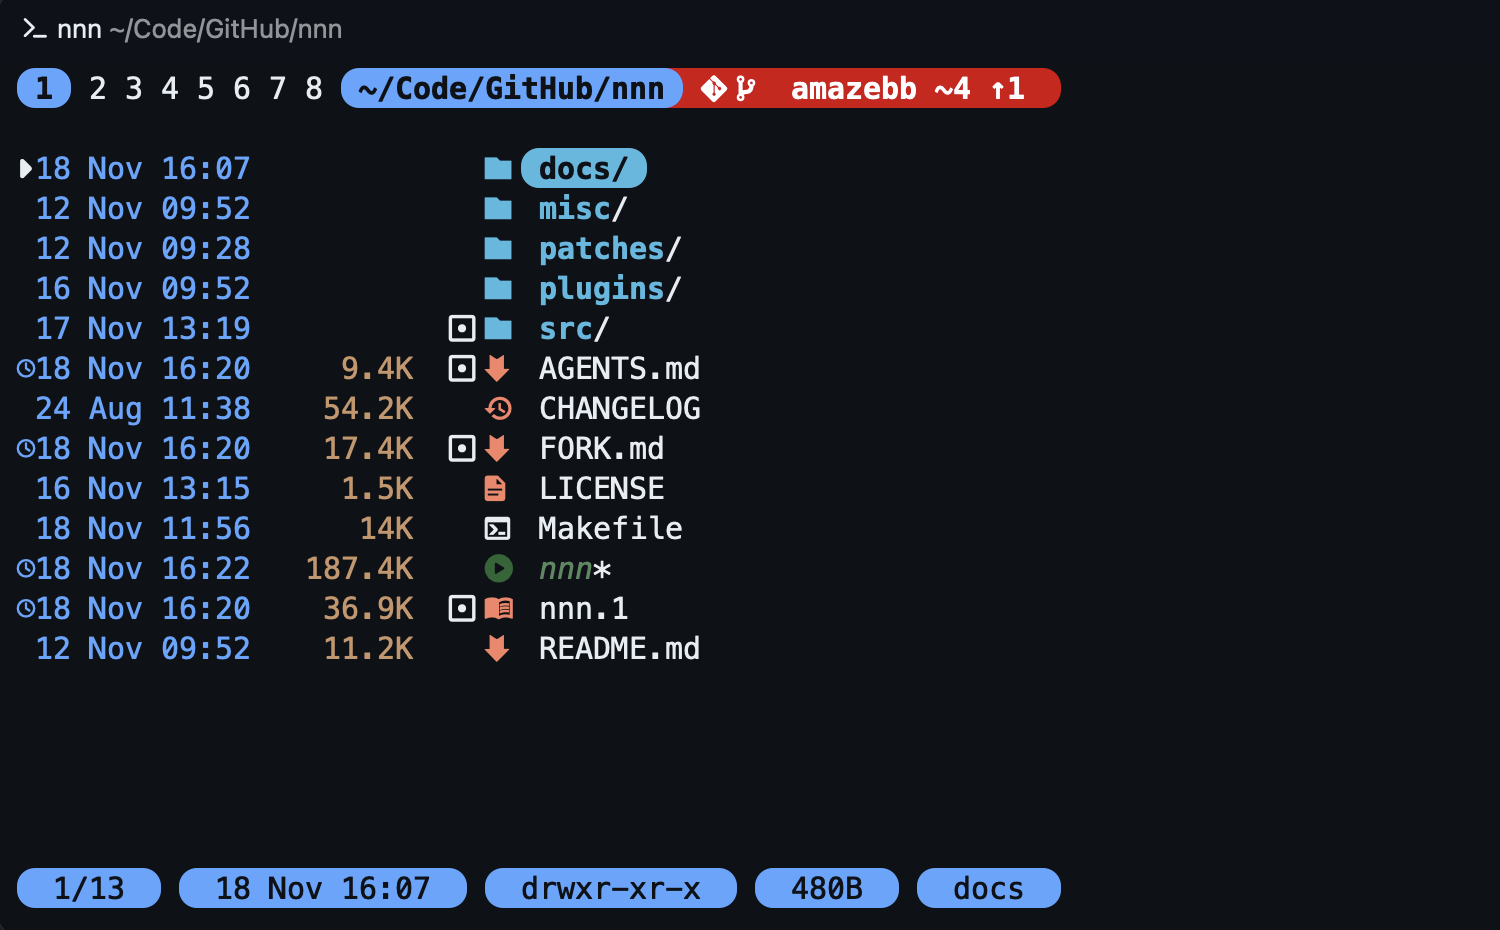 nnn ~/Code/GitHub/nnn
1 2 3 4 5 6 7 8 ~/Code/GitHub/nnn amazebb ~4 ↑1
18 Nov 16:07 docs/
12 Nov 09:52 misc/
12 Nov 09:28 patches/
16 Nov 09:52 plugins/
17 Nov 13:19 src/
18 Nov 16:20 9.4K AGENTS.md
24 Aug 11:38 54.2K CHANGELOG
18 Nov 16:20 17.4K FORK.md
16 Nov 13:15 1.5K LICENSE
18 Nov 11:56 14K Makefile
18 Nov 16:22 187.4K nnn*
18 Nov 16:20 36.9K nnn.1
12 Nov 09:52 11.2K README.md
1/13 18 Nov 16:07 drwxr-xr-x 480B docs